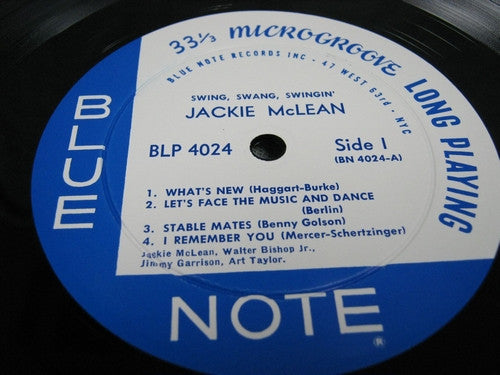 33 1/3 MICROGROOVE LONG PLAYING
BLUE NOTE RECORDS INC · 47 WEST 63rd · NYC
SWING, SWANG, SWINGIN'
JACKIE McLEAN
BLP 4024
Side 1
(BN 4024-A)
1. WHAT'S NEW (Haggart-Burke)
2. LET'S FACE THE MUSIC AND DANCE
(Berlin)
3. STABLE MATES (Benny Golson)
4. I REMEMBER YOU (Mercer-Schertzinger)
Jackie McLean, Walter Bishop Jr.,
Jimmy Garrison, Art Taylor.
BLUE
NOTE
®